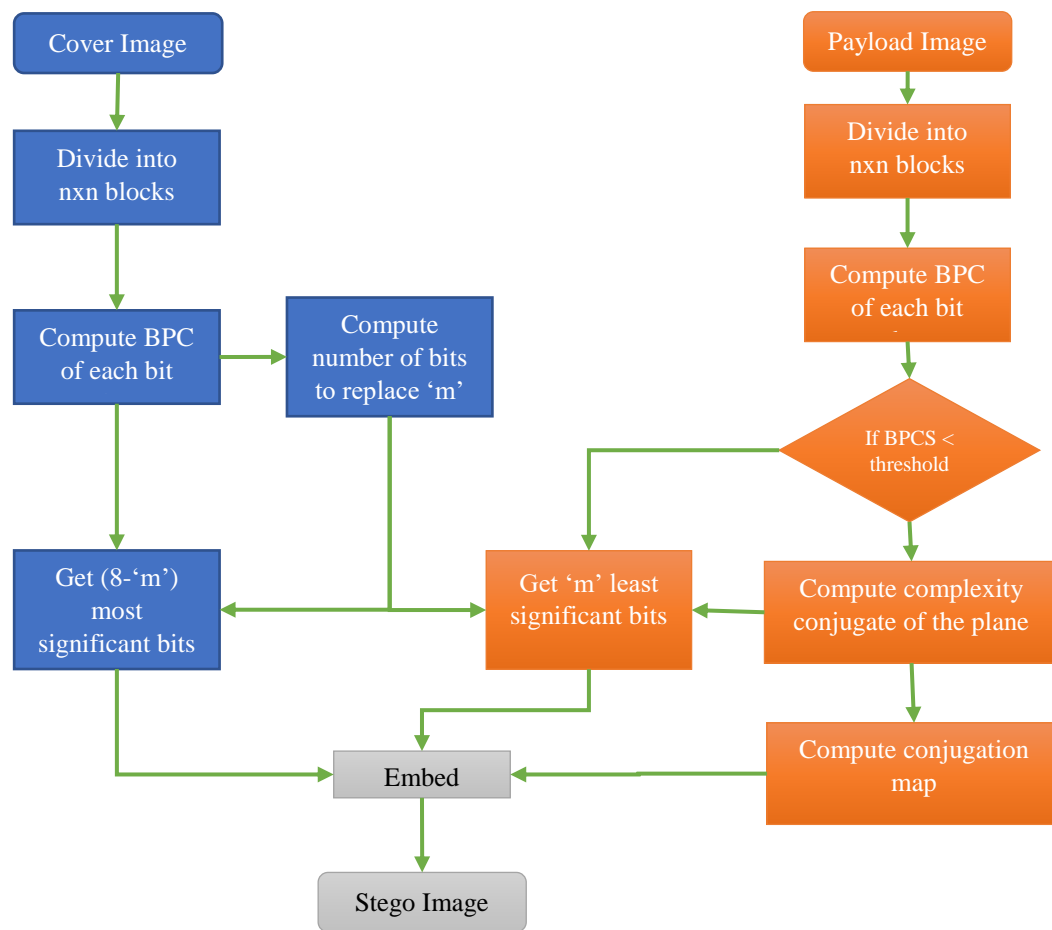 Cover Image
Payload Image
Divide into
nxn blocks
Divide into
nxn blocks
Compute BPC
of each bit
Compute
number of bits
to replace ‘m’
Compute BPC
of each bit
If BPCS <
threshold
Get (8-‘m’)
most
significant bits
Get ‘m’ least
significant bits
Compute complexity
conjugate of the plane
Compute conjugation
map
Embed
Stego Image